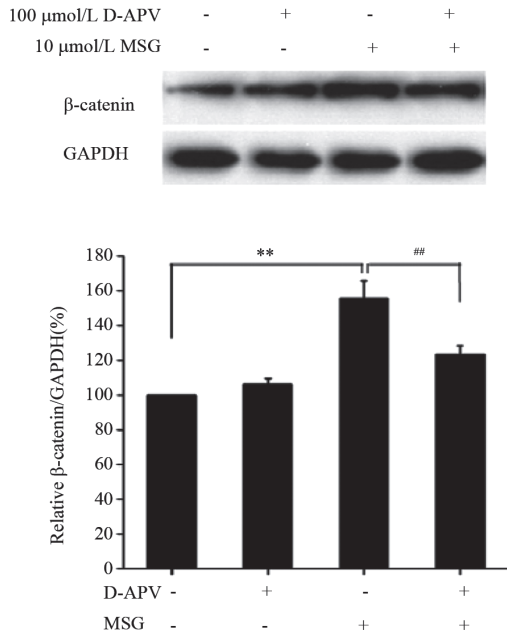 100 μmol/L D-APV - + - +
10 μmol/L MSG - - + +
β-catenin
GAPDH
180
** ##
160
140
120
100
80
60
40
20
0
Relative β-catenin/GAPDH(%)
D-APV - + - +
MSG - - + +